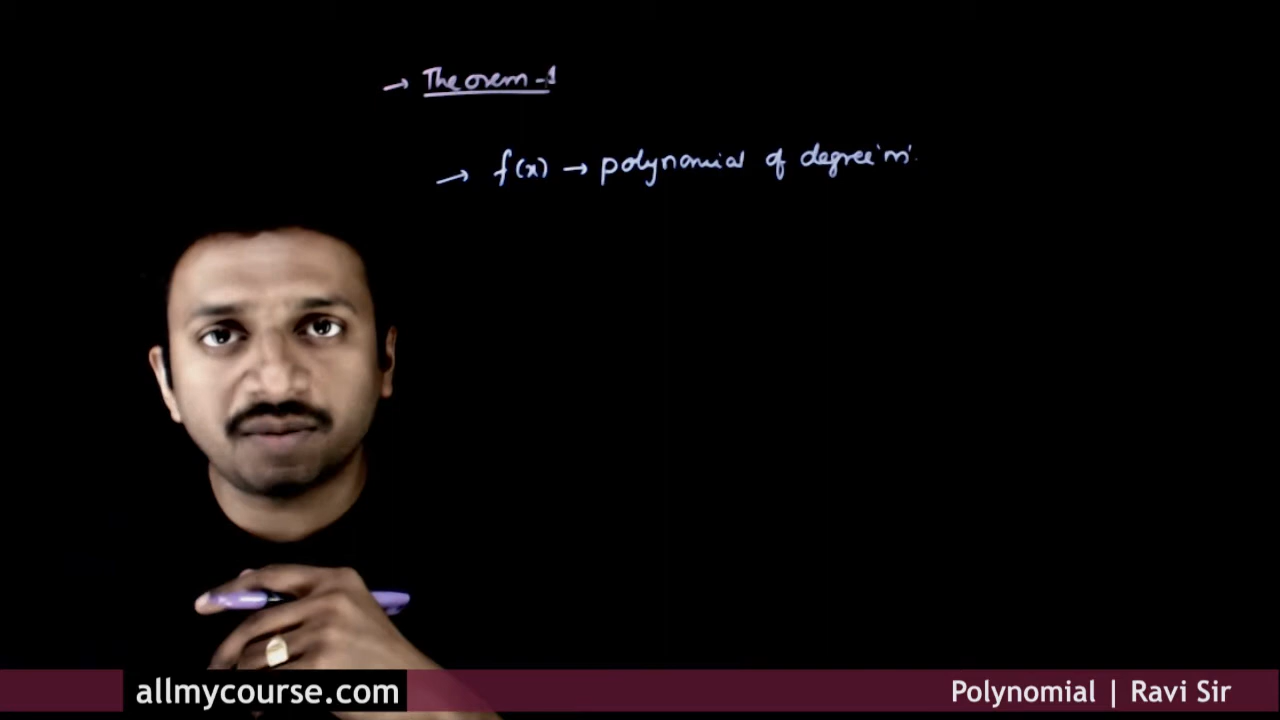 → Theorem-1
→ f(x) → polynomial of degree 'n'.
allmycourse.com
Polynomial | Ravi Sir